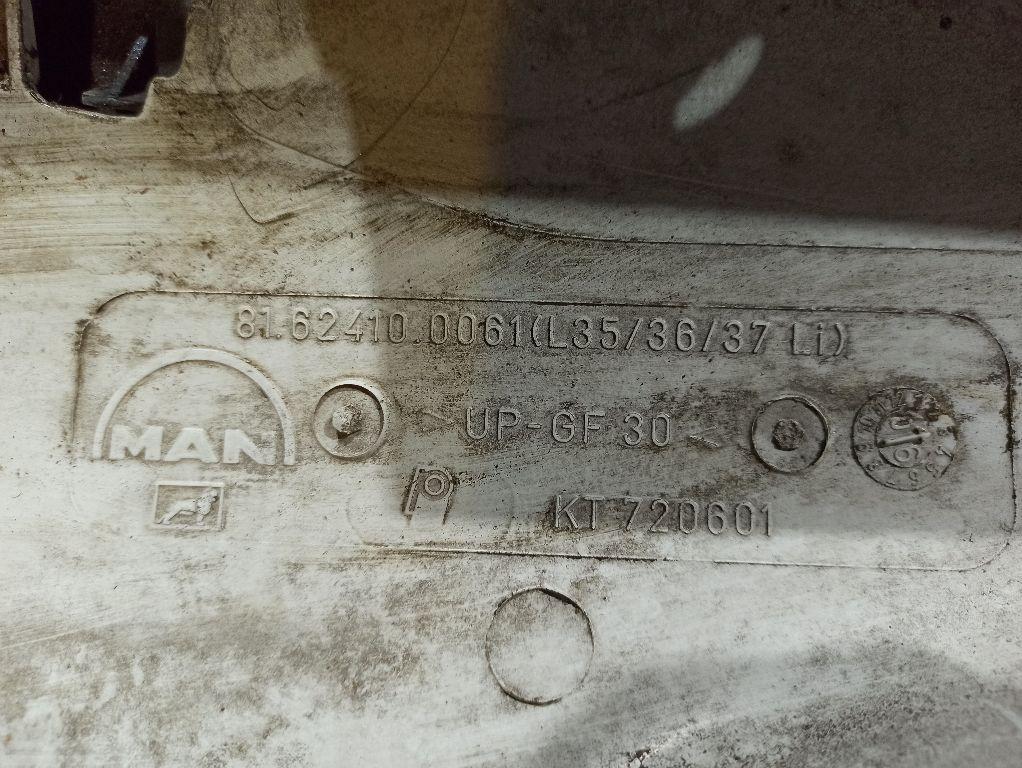 81.62410.0061(L35/36/37 Li)
MAN
>UP-GF 30<
KT 720601